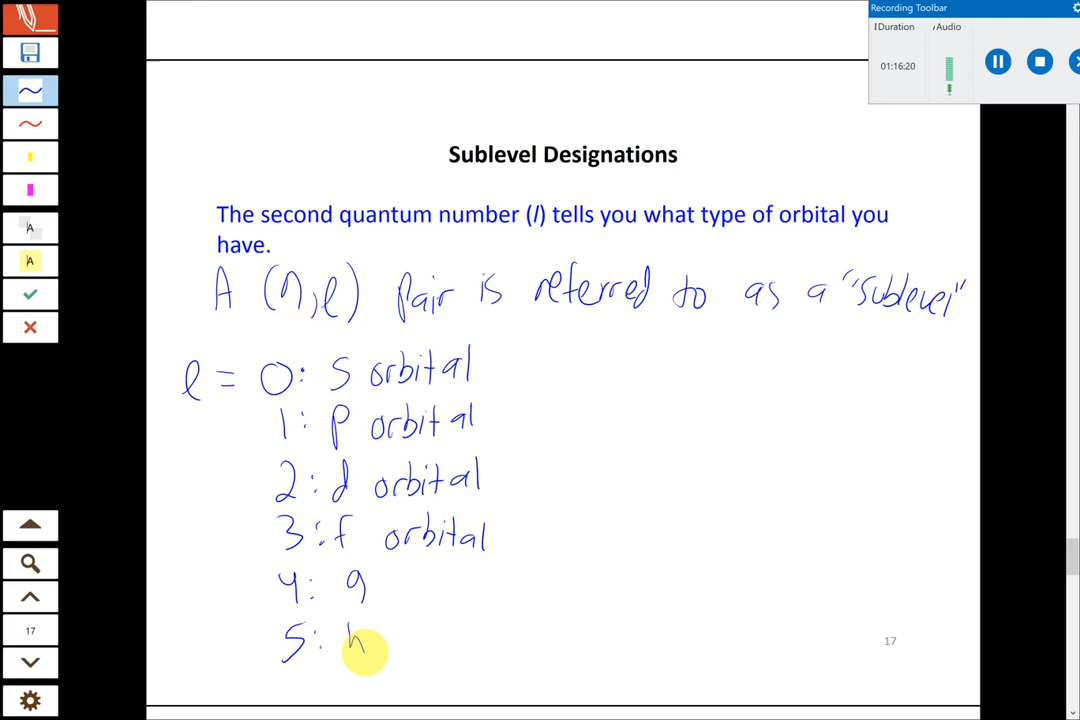 Recording Toolbar
Duration
Audio
01:16:20
Sublevel Designations
The second quantum number (l) tells you what type of orbital you
have.
A (n,l) Pair is referred to as a "sublevel"
l = 0: S orbital
1: p orbital
2: d orbital
3: f orbital
4: g
5: h
17
17